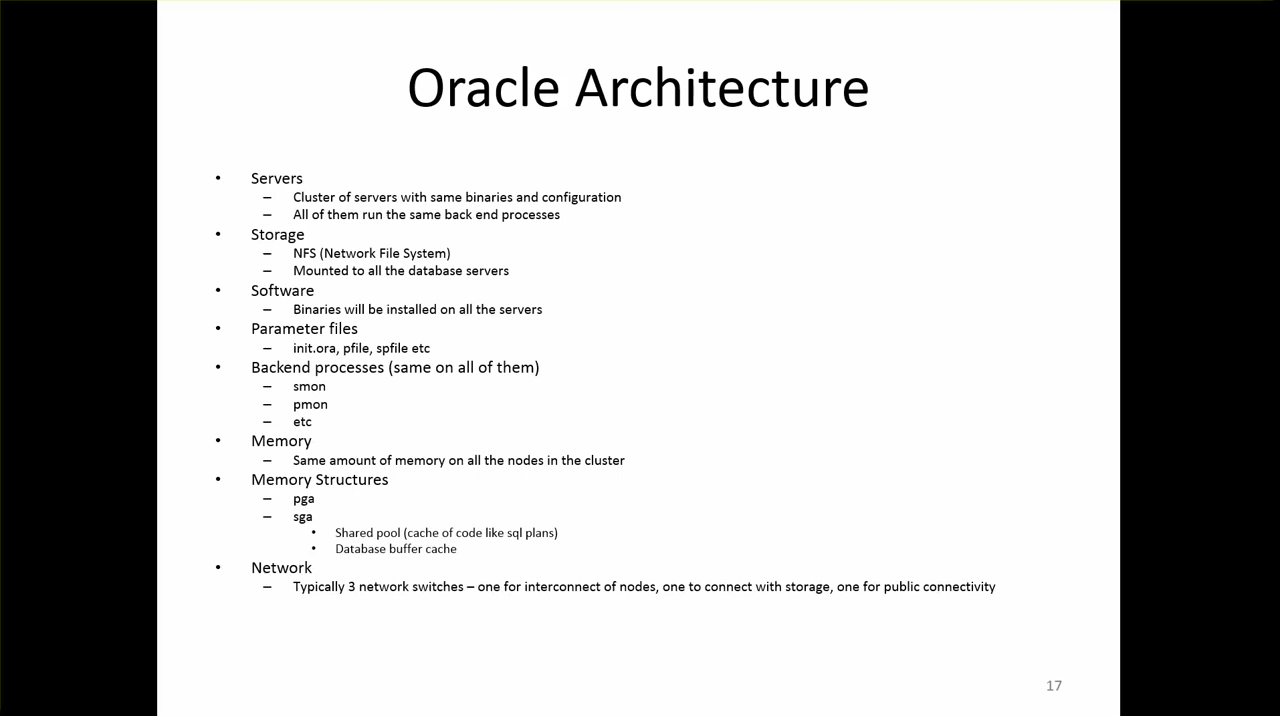 Oracle Architecture
• Servers
– Cluster of servers with same binaries and configuration
– All of them run the same back end processes
• Storage
– NFS (Network File System)
– Mounted to all the database servers
• Software
– Binaries will be installed on all the servers
• Parameter files
– init.ora, pfile, spfile etc
• Backend processes (same on all of them)
– smon
– pmon
– etc
• Memory
– Same amount of memory on all the nodes in the cluster
• Memory Structures
– pga
– sga
• Shared pool (cache of code like sql plans)
• Database buffer cache
• Network
– Typically 3 network switches – one for interconnect of nodes, one to connect with storage, one for public connectivity
17